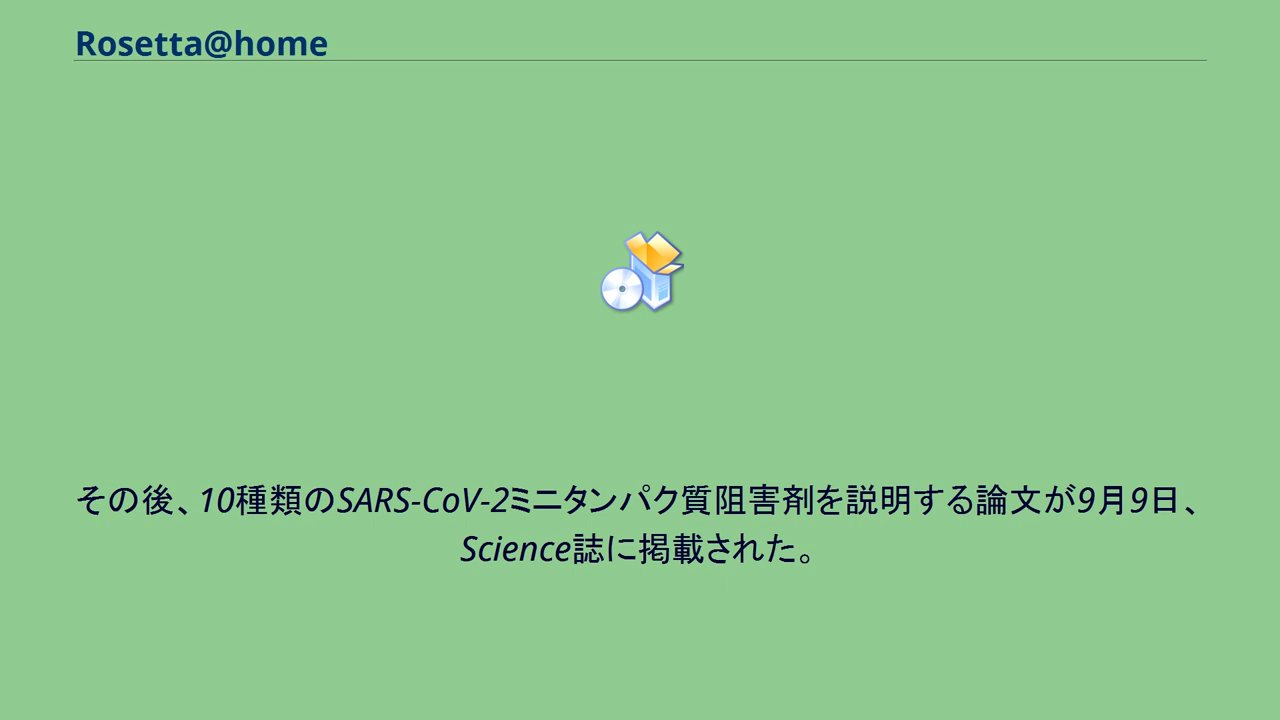 Rosetta@home
その後、10種類のSARS-CoV-2ミニタンパク質阻害剤を説明する論文が9月9日、
Science誌に掲載された。